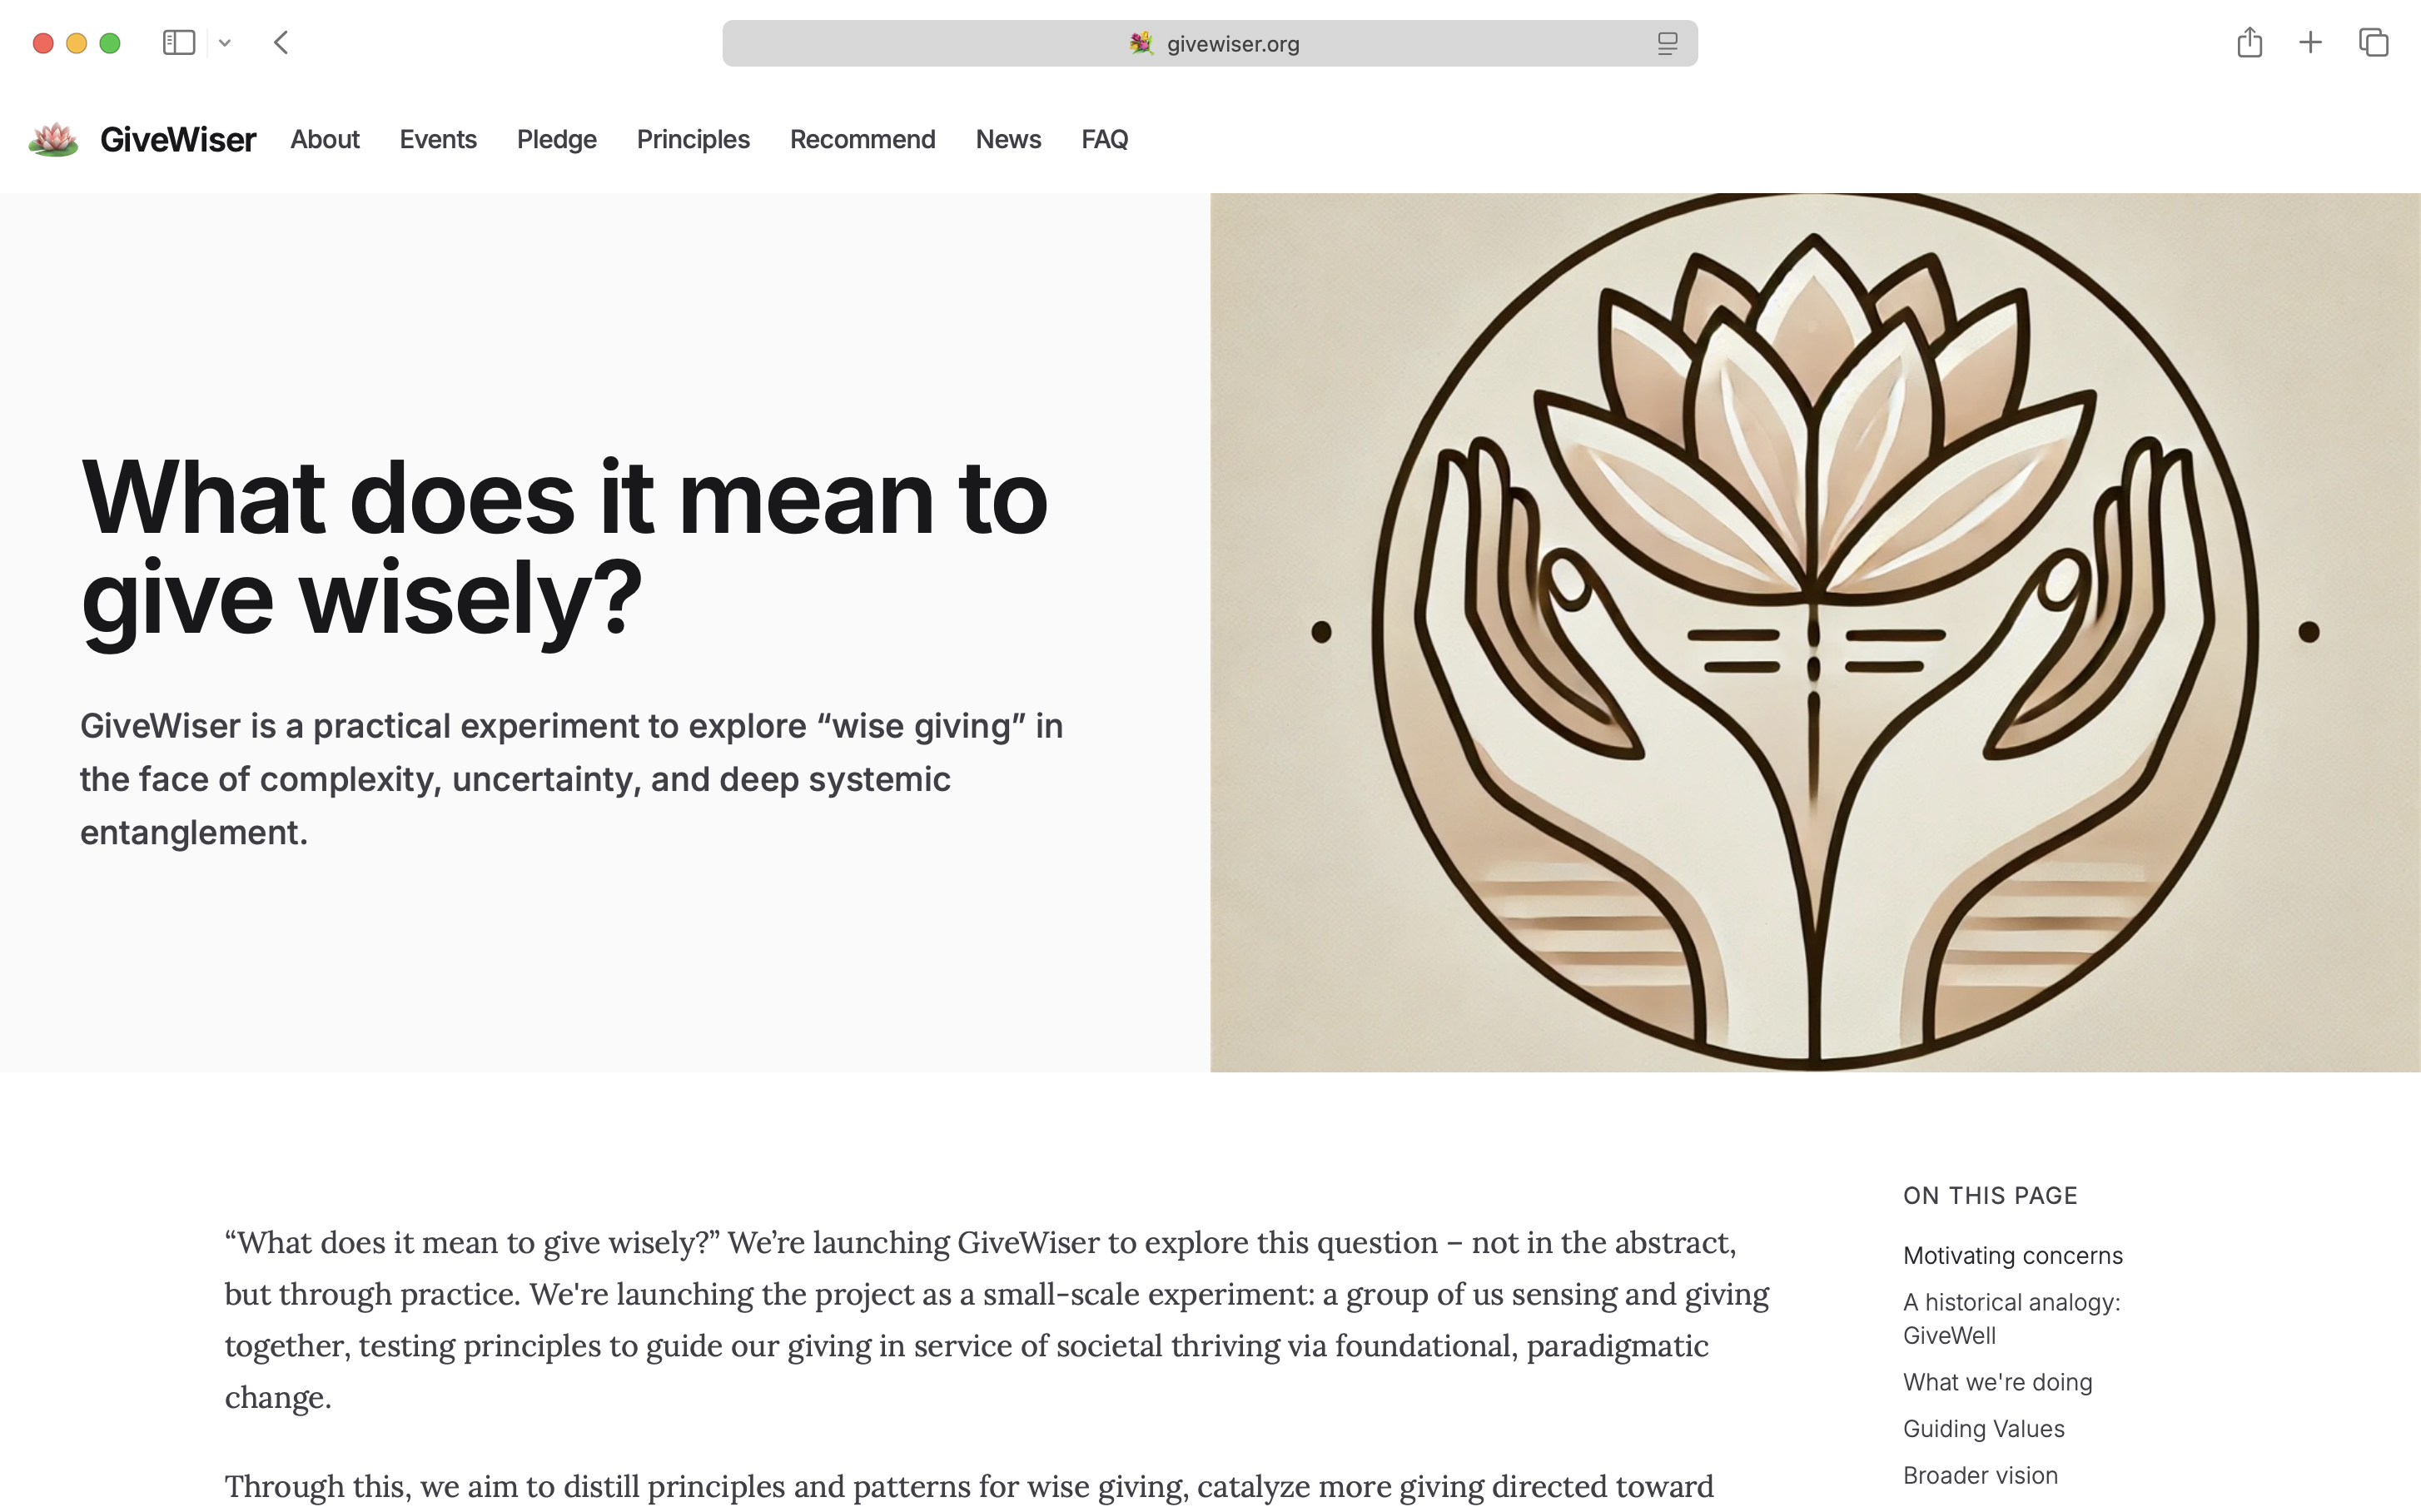 givewiser.org
GiveWiser About Events Pledge Principles Recommend News FAQ
What does it mean to
give wisely?
GiveWiser is a practical experiment to explore “wise giving” in
the face of complexity, uncertainty, and deep systemic
entanglement.
“What does it mean to give wisely?” We’re launching GiveWiser to explore this question – not in the abstract,
but through practice. We're launching the project as a small-scale experiment: a group of us sensing and giving
together, testing principles to guide our giving in service of societal thriving via foundational, paradigmatic
change.
Through this, we aim to distill principles and patterns for wise giving, catalyze more giving directed toward
ON THIS PAGE
Motivating concerns
A historical analogy:
GiveWell
What we're doing
Guiding Values
Broader vision